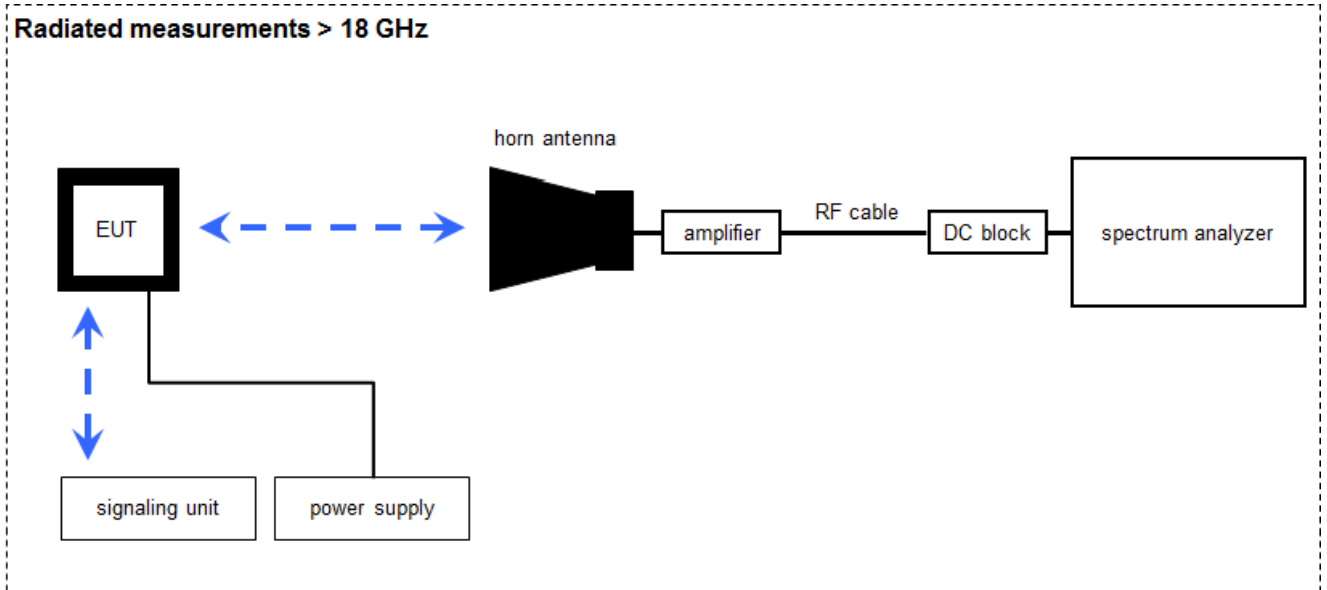 Radiated measurements > 18 GHz
horn antenna
EUT
amplifier
RF cable
DC block
spectrum analyzer
signaling unit
power supply